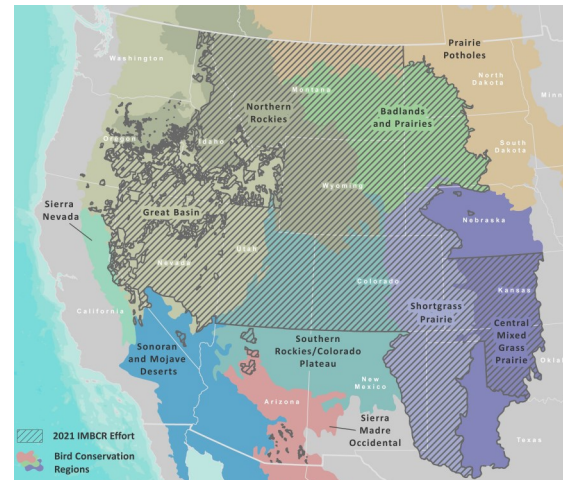 Washington
Prairie
Potholes
North
Dakota
Minn
Montana
Northern
Rockies
Badlands
and Prairies
Oregon
Idaho
South
Dakota
Wyoming
Sierra
Nevada
Great Basin
Nebraska
Utah
Nevada
Colorado
Kansas
California
Shortgrass
Prairie
Central
Mixed
Grass
Prairie
Sonoran
and Mojave
Deserts
Southern
Rockies/Colorado
Plateau
Oklah
New
Mexico
Arizona
Sierra
Madre
Occidental
Texas
2021 IMBCR Effort
Bird Conservation
Regions